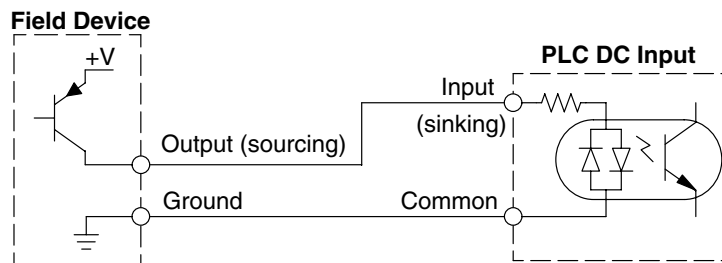 Field Device
+V
PLC DC Input
Input
(sinking)
Output (sourcing)
Ground
Common